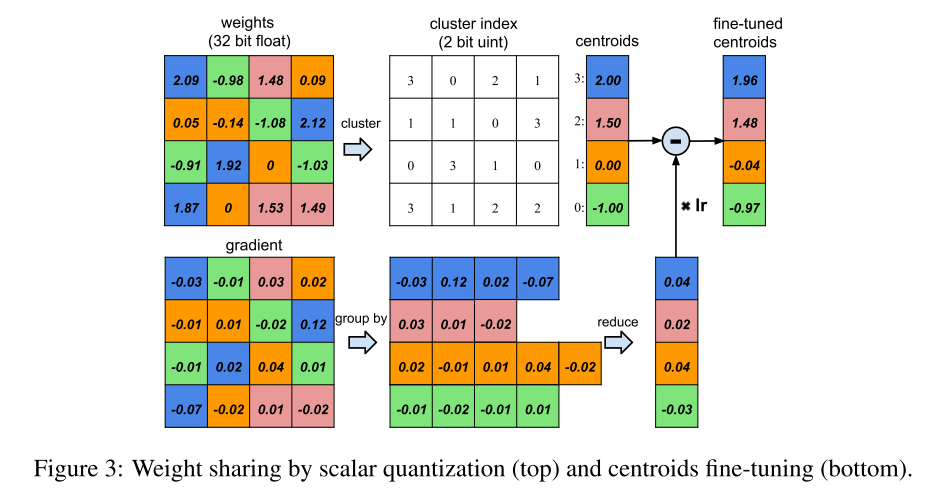 weights
(32 bit float)
cluster index
(2 bit uint)
centroids
fine-tuned
centroids
2.09 -0.98 1.48 0.09
0.05 -0.14 -1.08 2.12
-0.91 1.92 0 -1.03
1.87 0 1.53 1.49
cluster
3 0 2 1
1 1 0 3
0 3 1 0
3 1 2 2
3: 2.00
2: 1.50
1: 0.00
0: -1.00
-
1.96
1.48
-0.04
-0.97
× lr
gradient
-0.03 -0.01 0.03 0.02
-0.01 0.01 -0.02 0.12
-0.01 0.02 0.04 0.01
-0.07 -0.02 0.01 -0.02
group by
-0.03 0.12 0.02 -0.07
0.03 0.01 -0.02
0.02 -0.01 0.01 0.04 -0.02
-0.01 -0.02 -0.01 0.01
reduce
0.04
0.02
0.04
-0.03
Figure 3: Weight sharing by scalar quantization (top) and centroids fine-tuning (bottom).